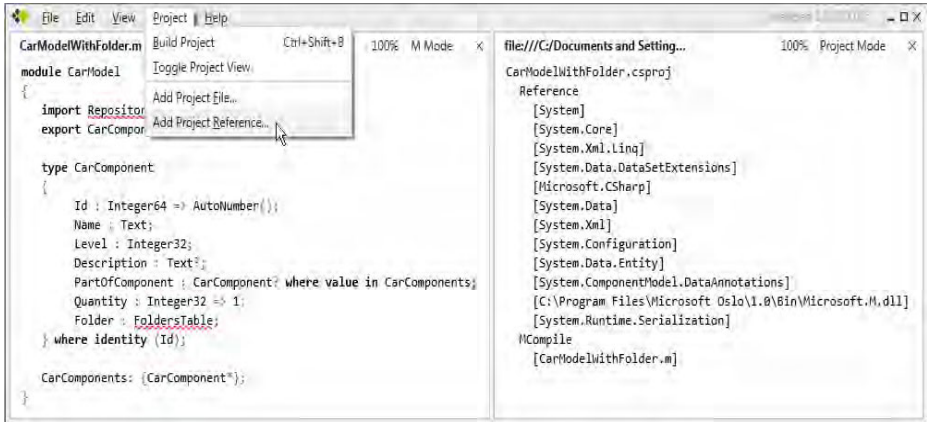 File Edit View Project Help
CarModelWithFolder.m
100% M Mode ×
Build Project Ctrl+Shift+B
Toggle Project View
Add Project File...
Add Project Reference...
module CarModel
{
import Repositor
export CarCompon
type CarComponent
{
Id : Integer64 => AutoNumber();
Name : Text;
Level : Integer32;
Description : Text?;
PartOfComponent : CarComponent? where value in CarComponents;
Quantity : Integer32 => 1;
Folder : FoldersTable;
} where identity (Id);
CarComponents: {CarComponent*};
}
file:///C:/Documents and Setting... 100% Project Mode ×
CarModelWithFolder.csproj
Reference
[System]
[System.Core]
[System.Xml.Linq]
[System.Data.DataSetExtensions]
[Microsoft.CSharp]
[System.Data]
[System.Xml]
[System.Configuration]
[System.Data.Entity]
[System.ComponentModel.DataAnnotations]
[C:\Program Files\Microsoft Oslo\1.0\Bin\Microsoft.M.dll]
[System.Runtime.Serialization]
MCompile
[CarModelWithFolder.m]